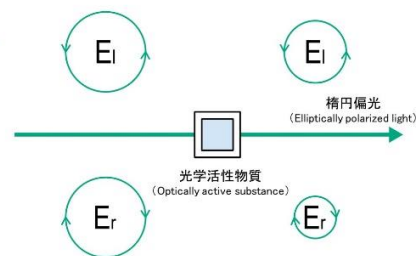 El
El
楕円偏光
(Elliptically polarized light)
光学活性物質
(Optically active substance)
Er
Er